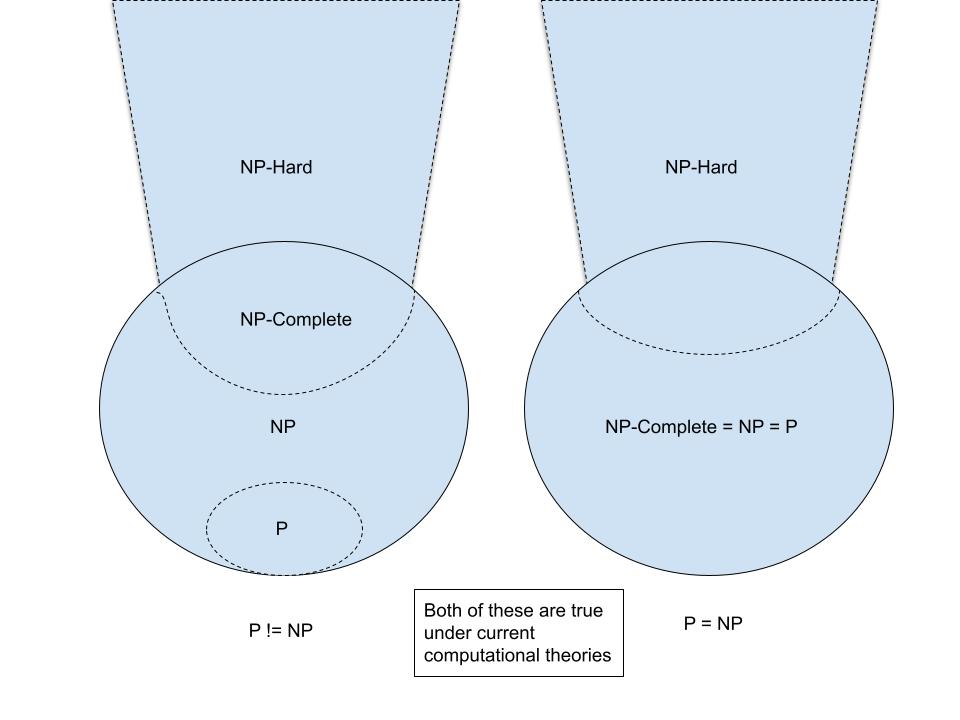 NP-Hard
NP-Complete
NP
P
P != NP
NP-Hard
NP-Complete = NP = P
P = NP
Both of these are true
under current
computational theories